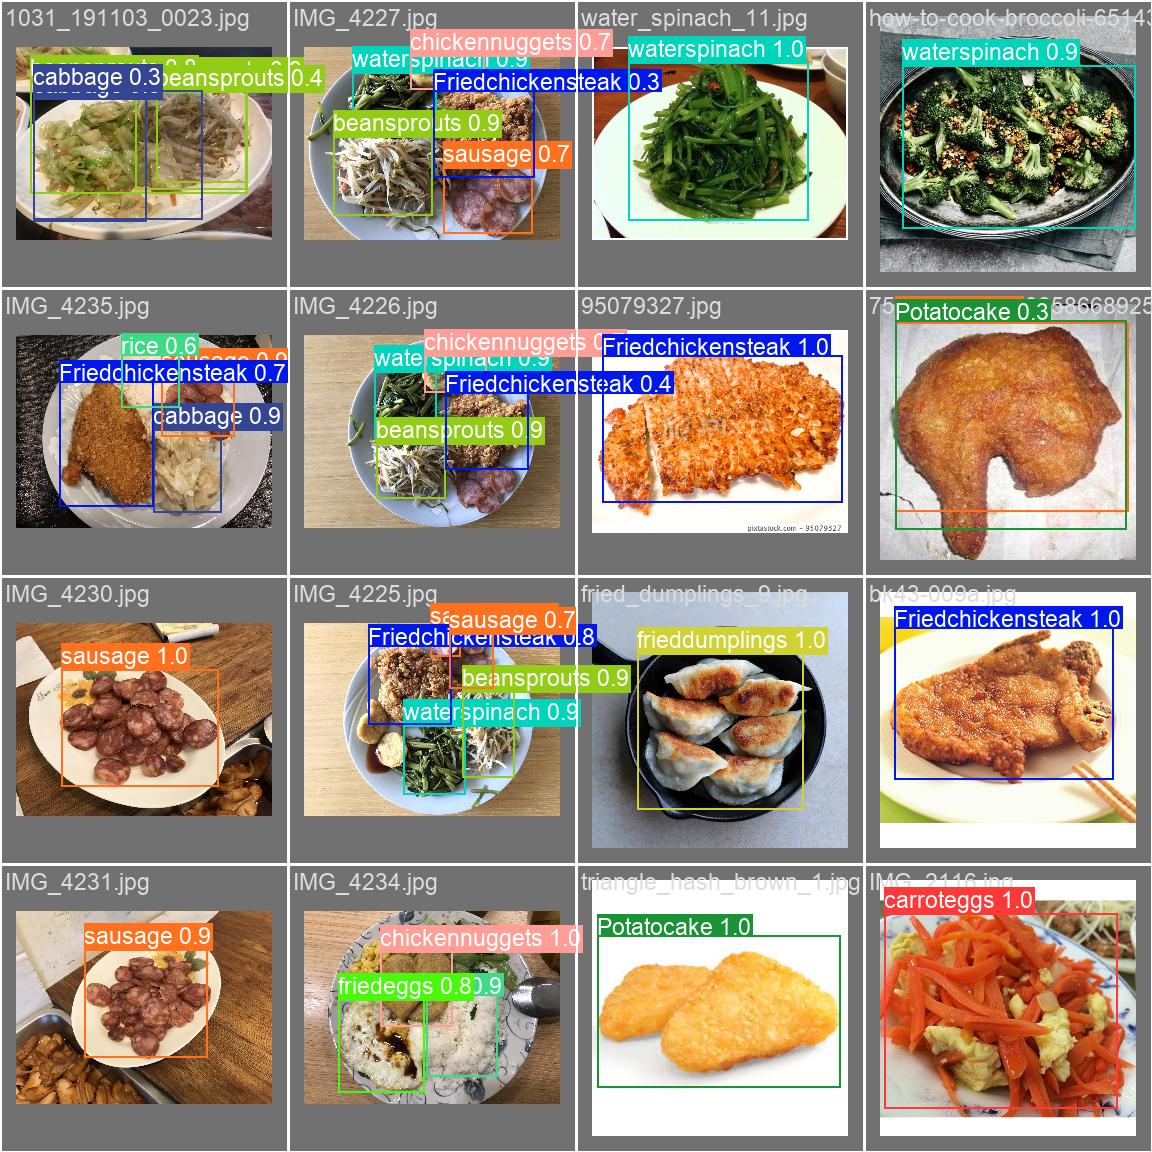 1031_191103_0023.jpg
cabbage 0.3
beansprouts 0.4
IMG_4227.jpg
chickennuggets 0.7
waterspinach 0.9
Friedchickensteak 0.3
beansprouts 0.9
sausage 0.7
water_spinach_11.jpg
waterspinach 1.0
how-to-cook-broccoli-65143
waterspinach 0.9
IMG_4235.jpg
rice 0.6
sausage 0.9
Friedchickensteak 0.7
cabbage 0.9
IMG_4226.jpg
chickennuggets 0.
waterspinach 0.9
Friedchickensteak 0.4
beansprouts 0.9
95079327.jpg
Friedchickensteak 1.0
PIXTA
pixtastock.com - 95079327
Potatocake 0.3
IMG_4230.jpg
sausage 1.0
IMG_4225.jpg
sausage 0.7
Friedchickensteak 0.8
beansprouts 0.9
waterspinach 0.9
fried_dumplings_9.jpg
frieddumplings 1.0
bk43-009a.jpg
Friedchickensteak 1.0
IMG_4231.jpg
sausage 0.9
IMG_4234.jpg
chickennuggets 1.0
friedeggs 0.8
0.9
triangle_hash_brown_1.jpg
Potatocake 1.0
IMG_2116.jpg
carroteggs 1.0